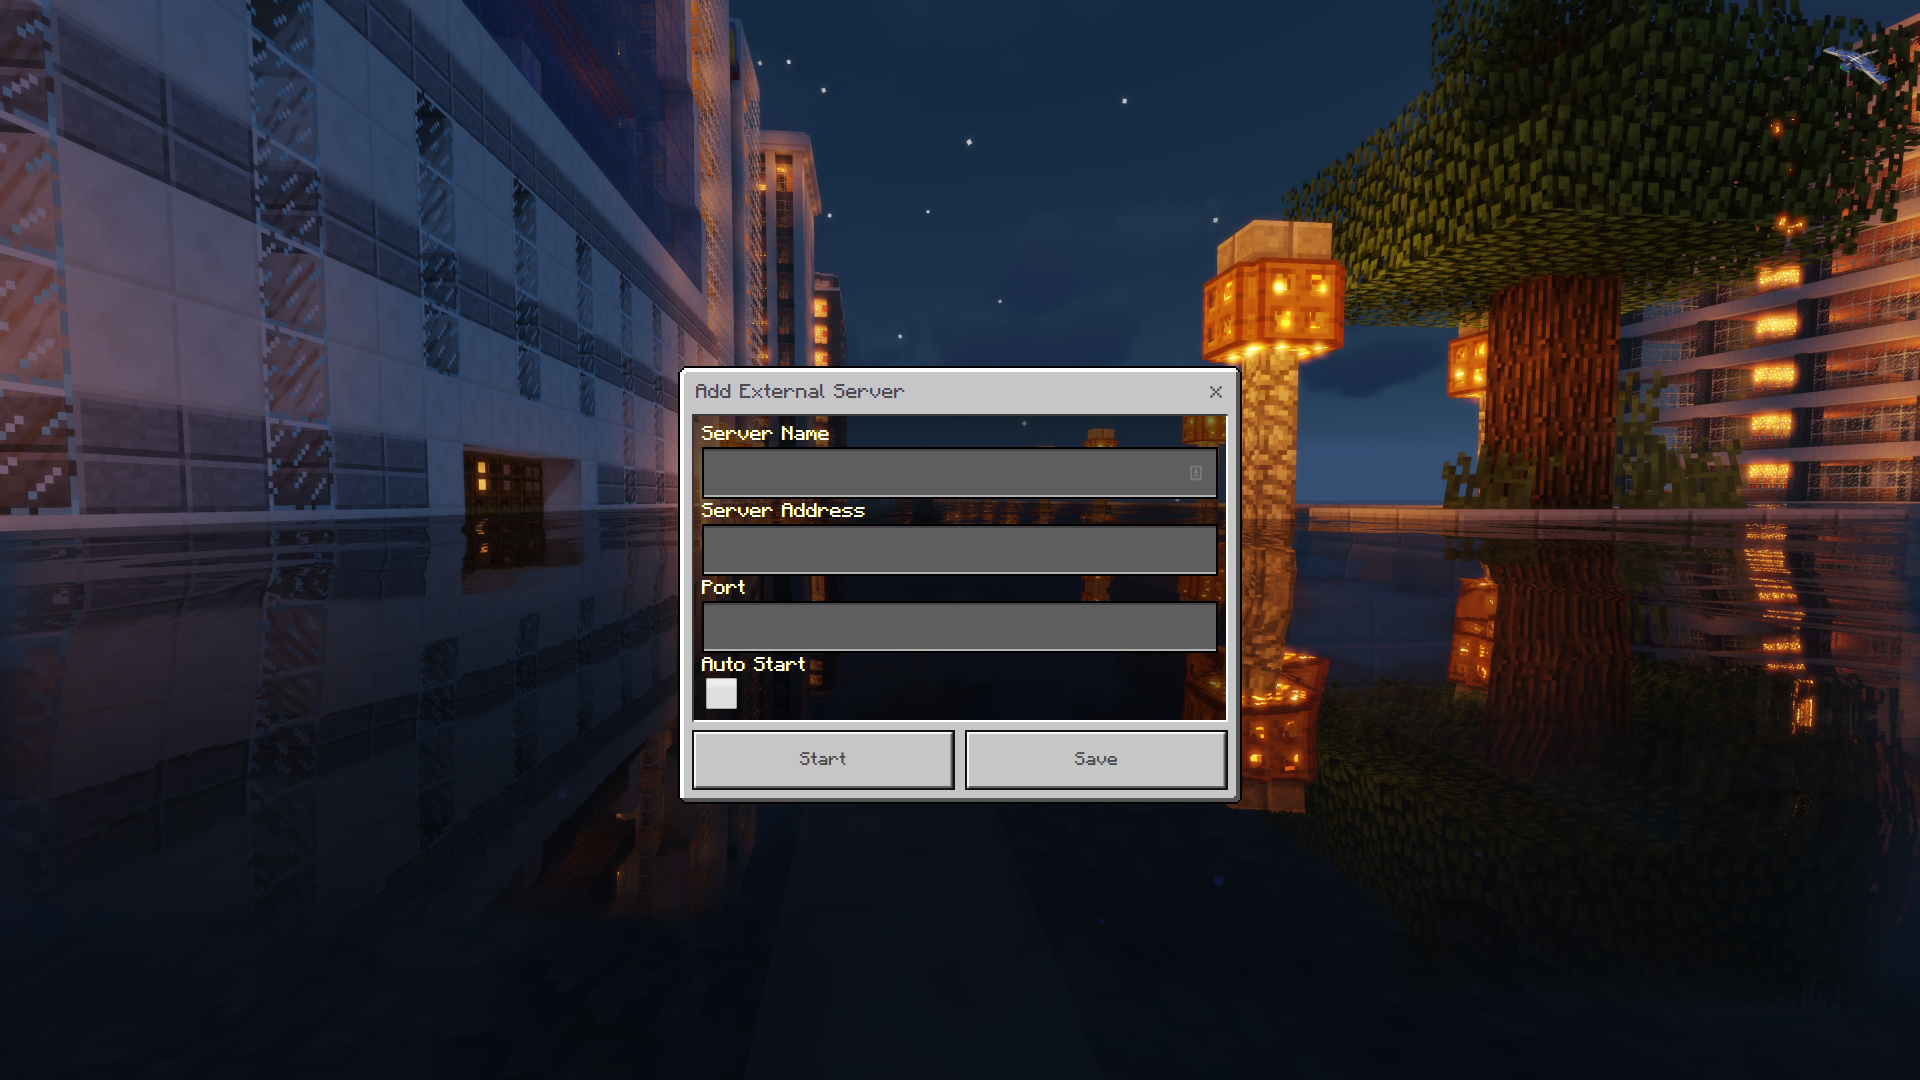 Add External Server
Server Name
Server Address
Port
Auto Start
Start
Save